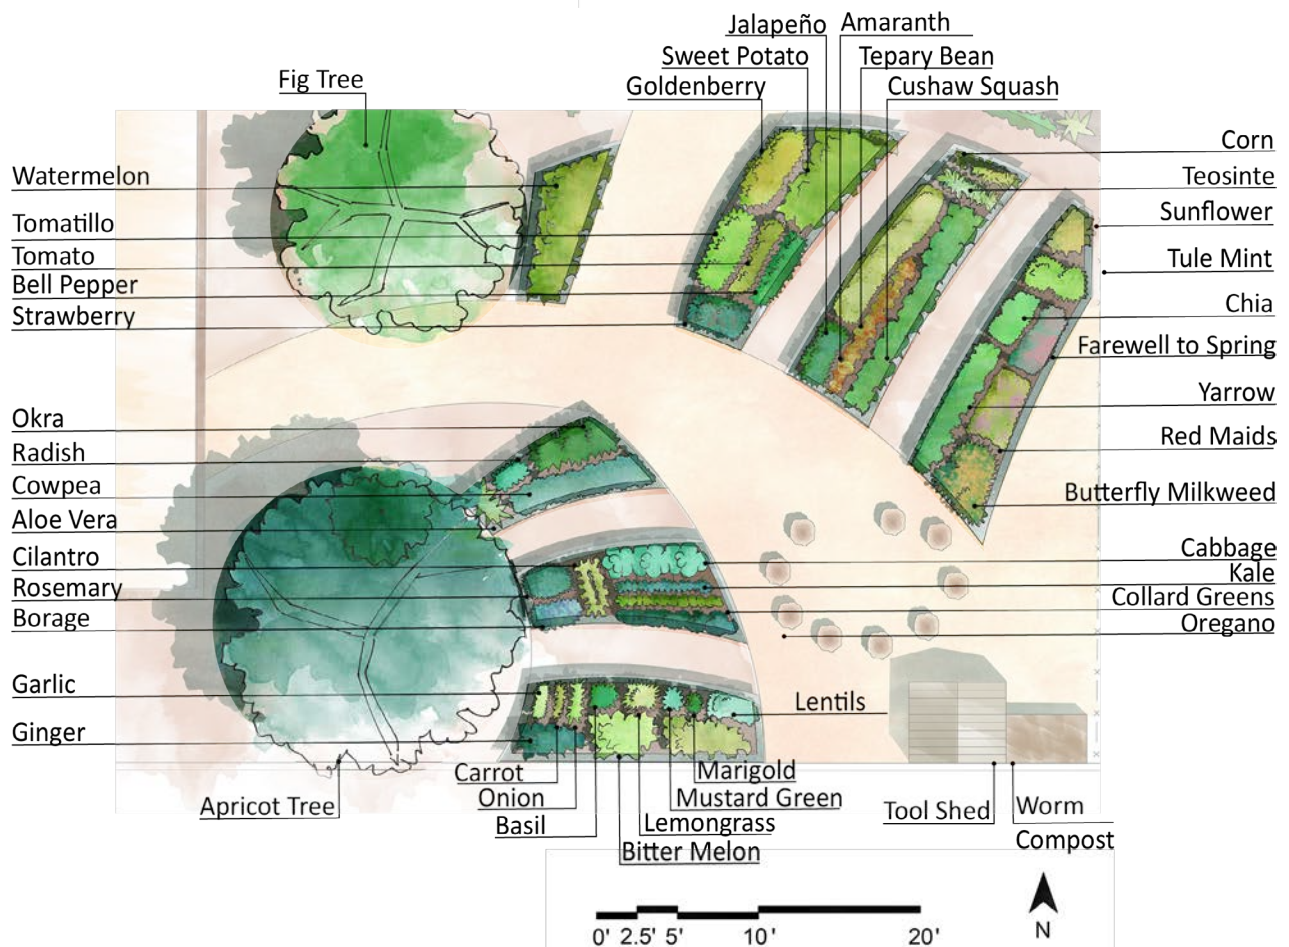 Jalapeño
Amaranth
Sweet Potato
Tepary Bean
Goldenberry
Cushaw Squash
Fig Tree
Watermelon
Tomatillo
Tomato
Bell Pepper
Strawberry
Corn
Teosinte
Sunflower
Tule Mint
Chia
Farewell to Spring
Yarrow
Red Maids
Butterfly Milkweed
Okra
Radish
Cowpea
Aloe Vera
Cilantro
Rosemary
Borage
Garlic
Ginger
Cabbage
Kale
Collard Greens
Oregano
Lentils
Carrot
Onion
Basil
Marigold
Mustard Green
Lemongrass
Bitter Melon
Apricot Tree
Tool Shed
Worm
Compost
0' 2.5' 5' 10' 20'
N